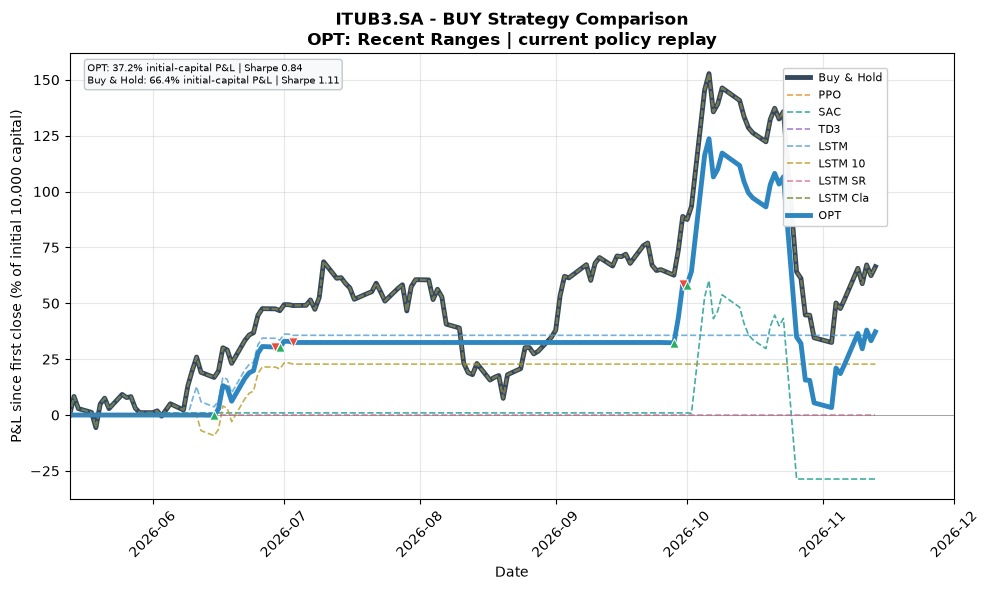 ITUB3.SA - BUY Strategy Comparison
OPT: Recent Ranges | current policy replay
OPT: 37.2% initial-capital P&L | Sharpe 0.84
Buy & Hold: 66.4% initial-capital P&L | Sharpe 1.11
Buy & Hold
PPO
SAC
TD3
LSTM
LSTM 10
LSTM SR
LSTM Cla
OPT
P&L since first close (% of initial 10,000 capital)
150
125
100
75
50
25
0
−25
2026-06
2026-07
2026-08
2026-09
2026-10
2026-11
2026-12
Date